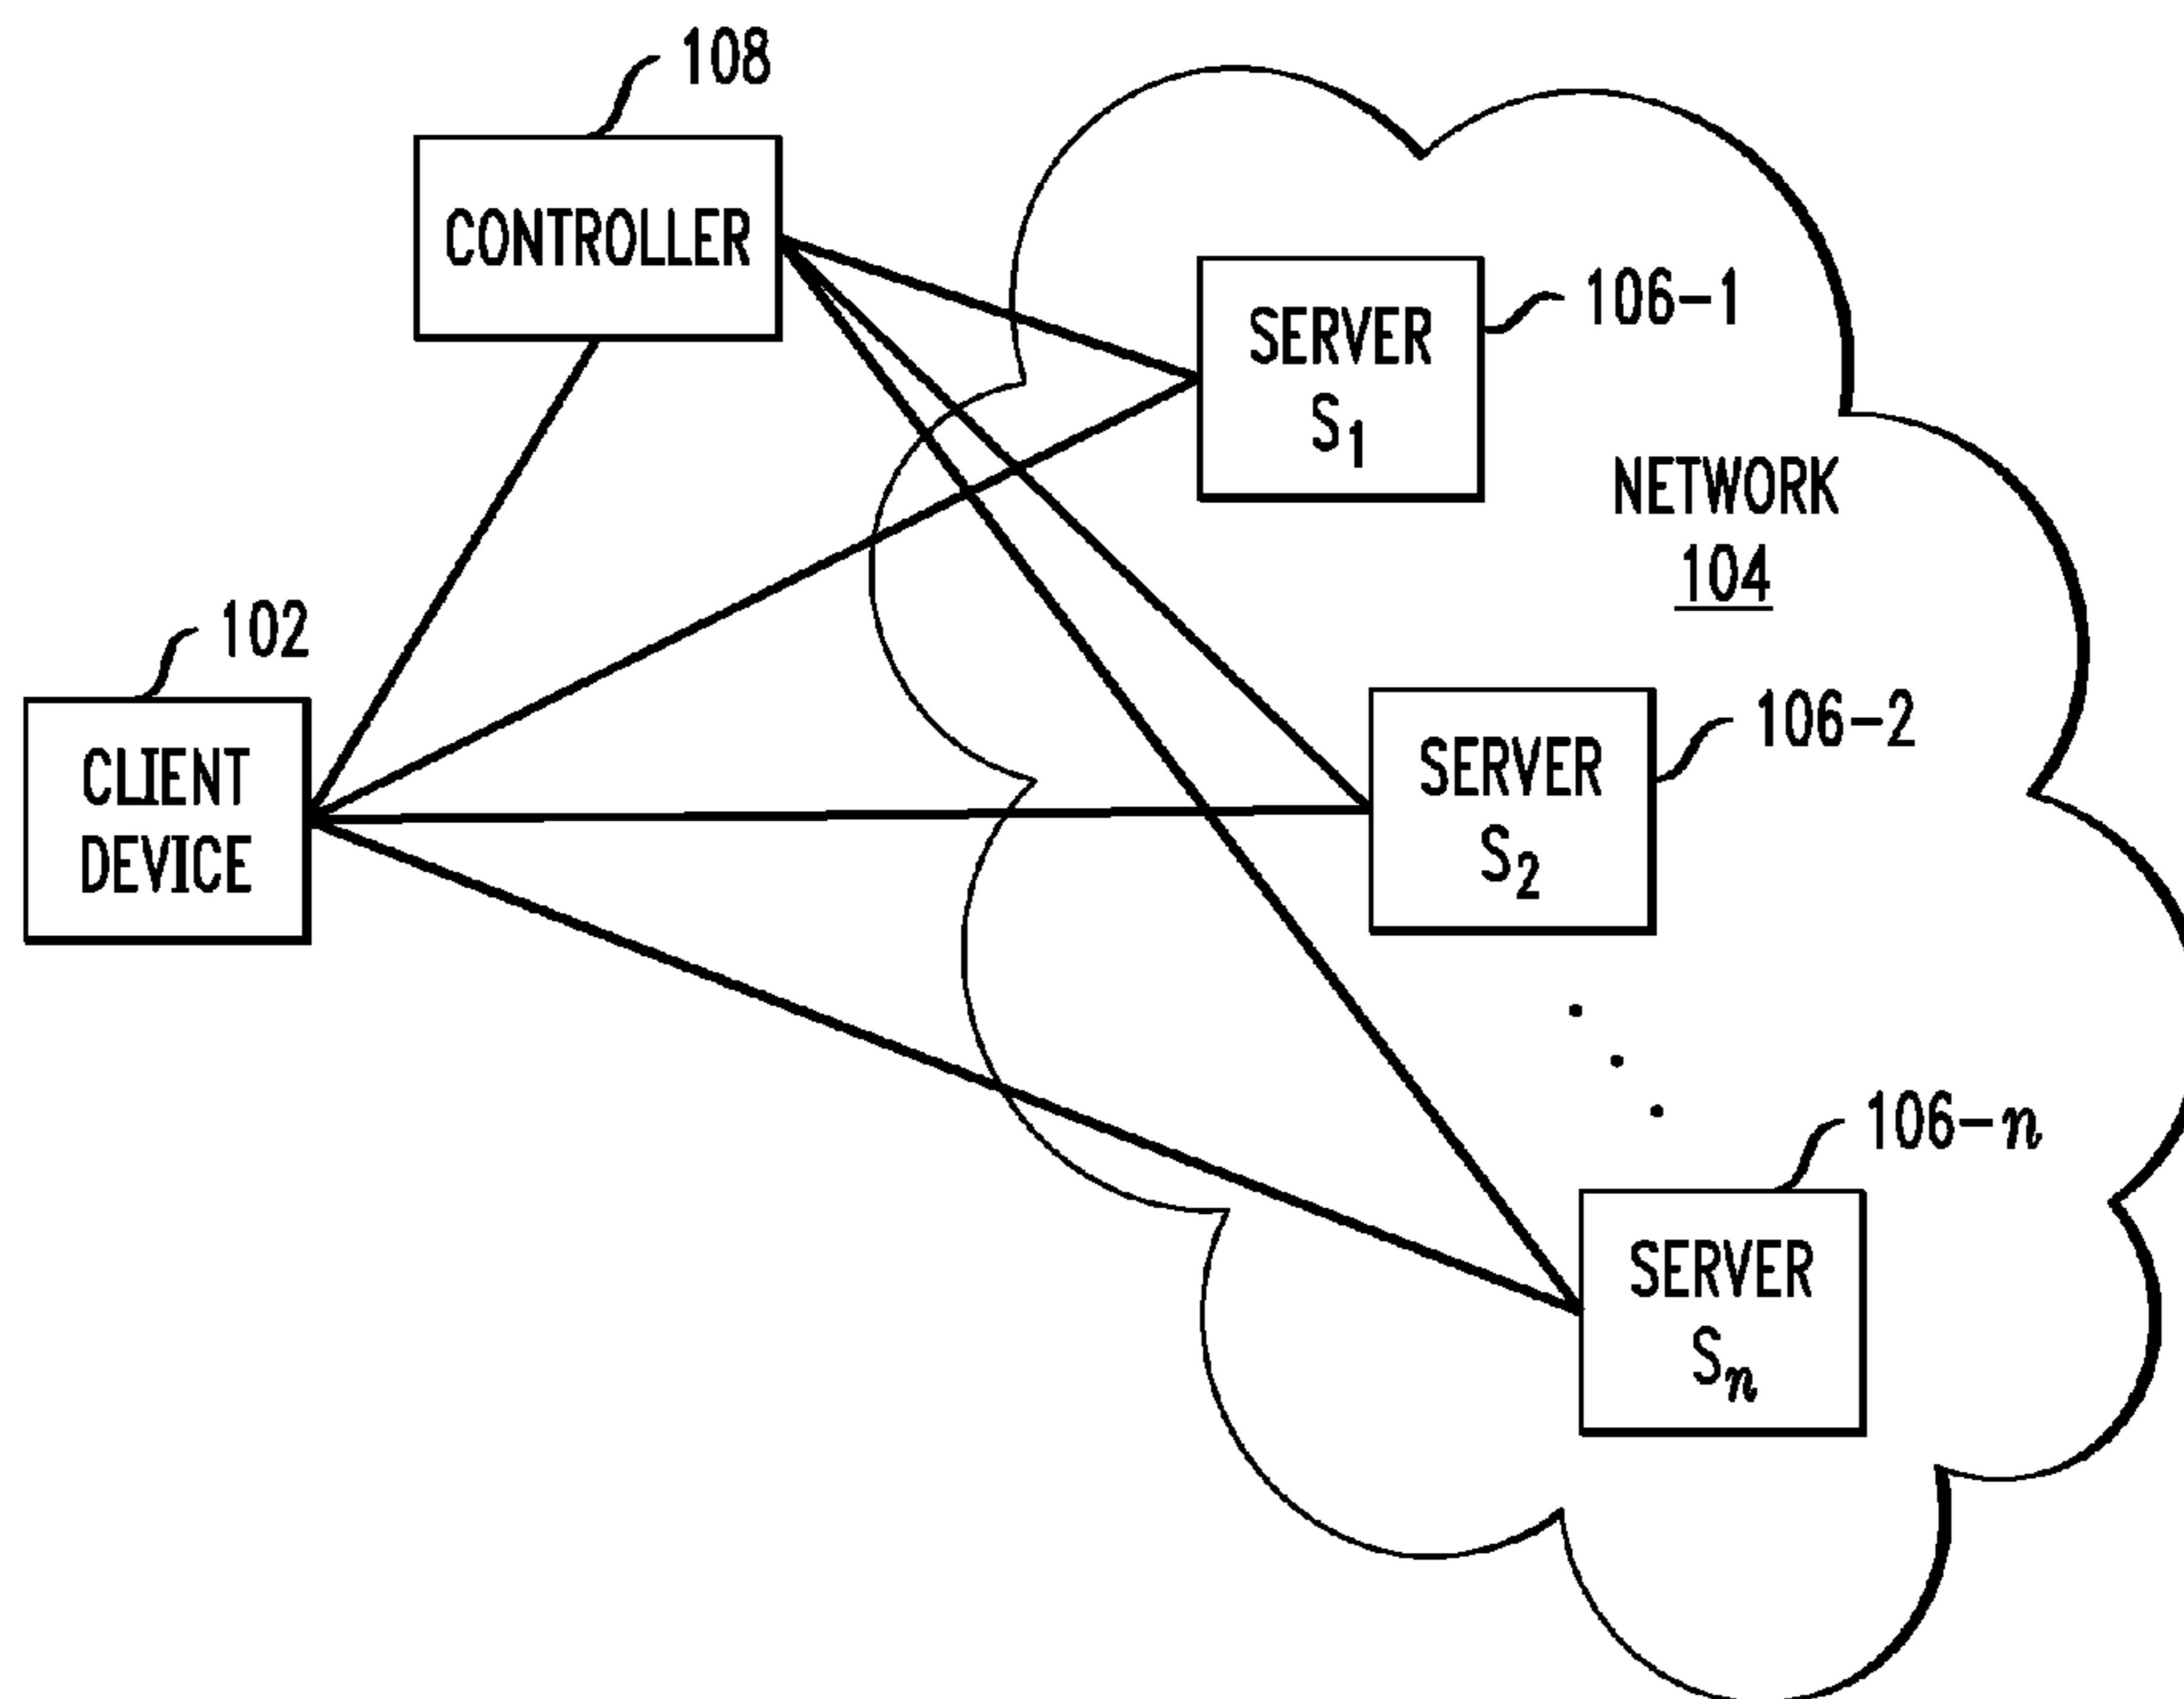 108
CONTROLLER
106-1
SERVER
S1
NETWORK
104
102
CLIENT
DEVICE
106-2
SERVER
S2
106-n
SERVER
Sn